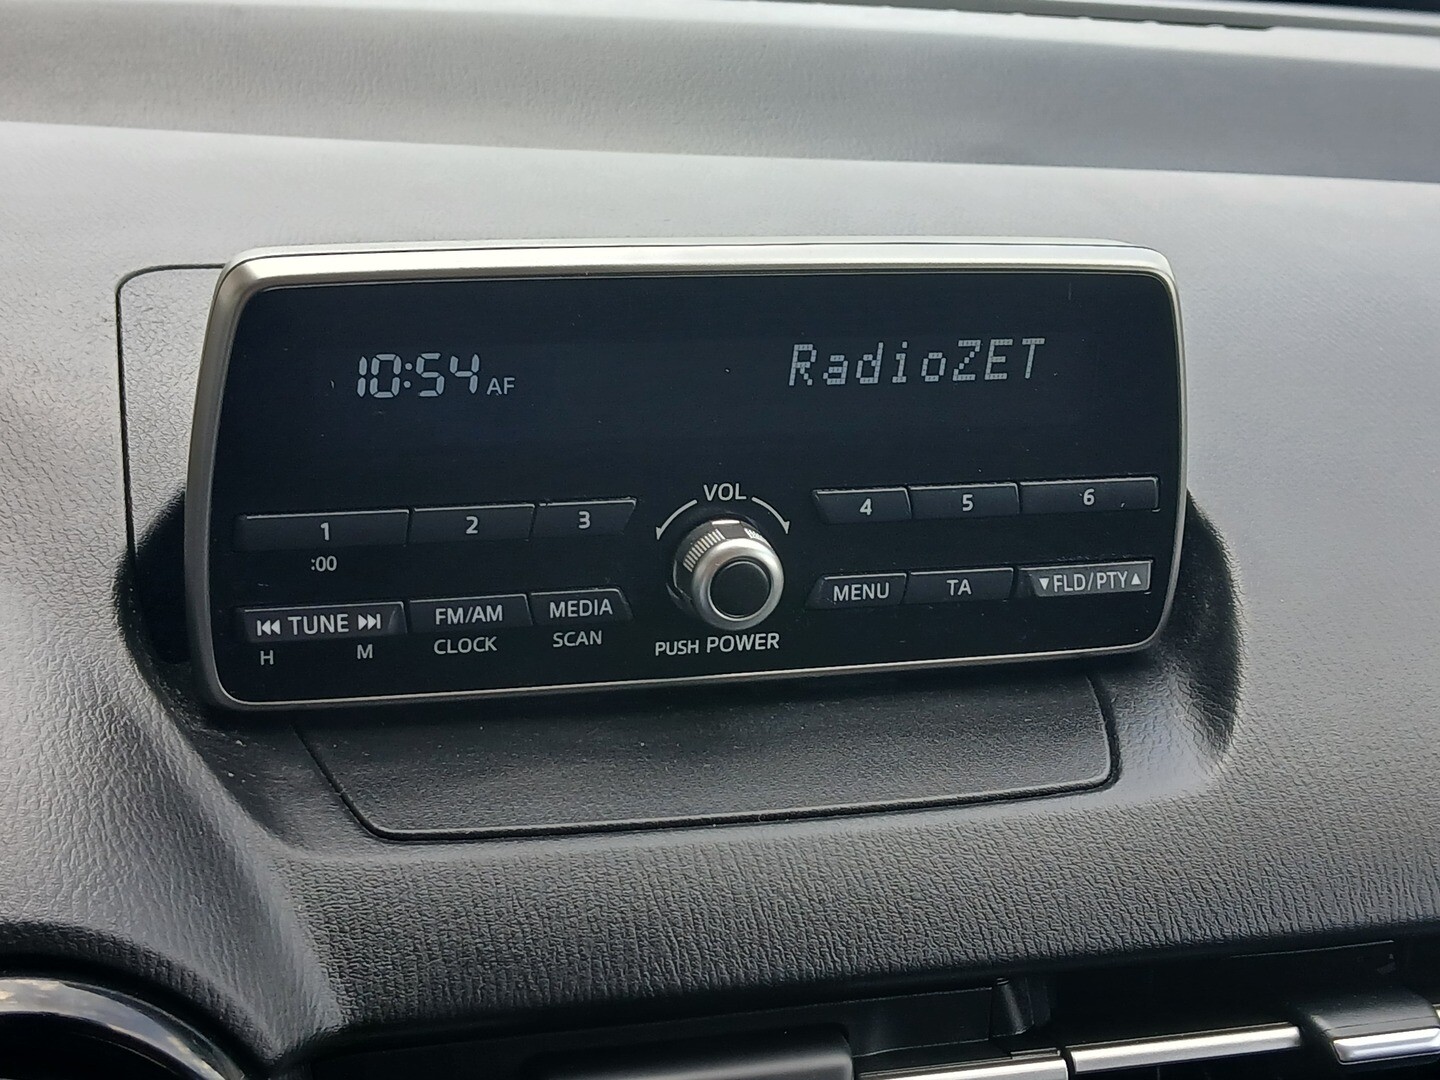 10:54 AF RadioZET
VOL
1 2 3 4 5 6
:00
TUNE FM/AM MEDIA MENU TA ▼FLD/PTY▲
H M CLOCK SCAN PUSH POWER